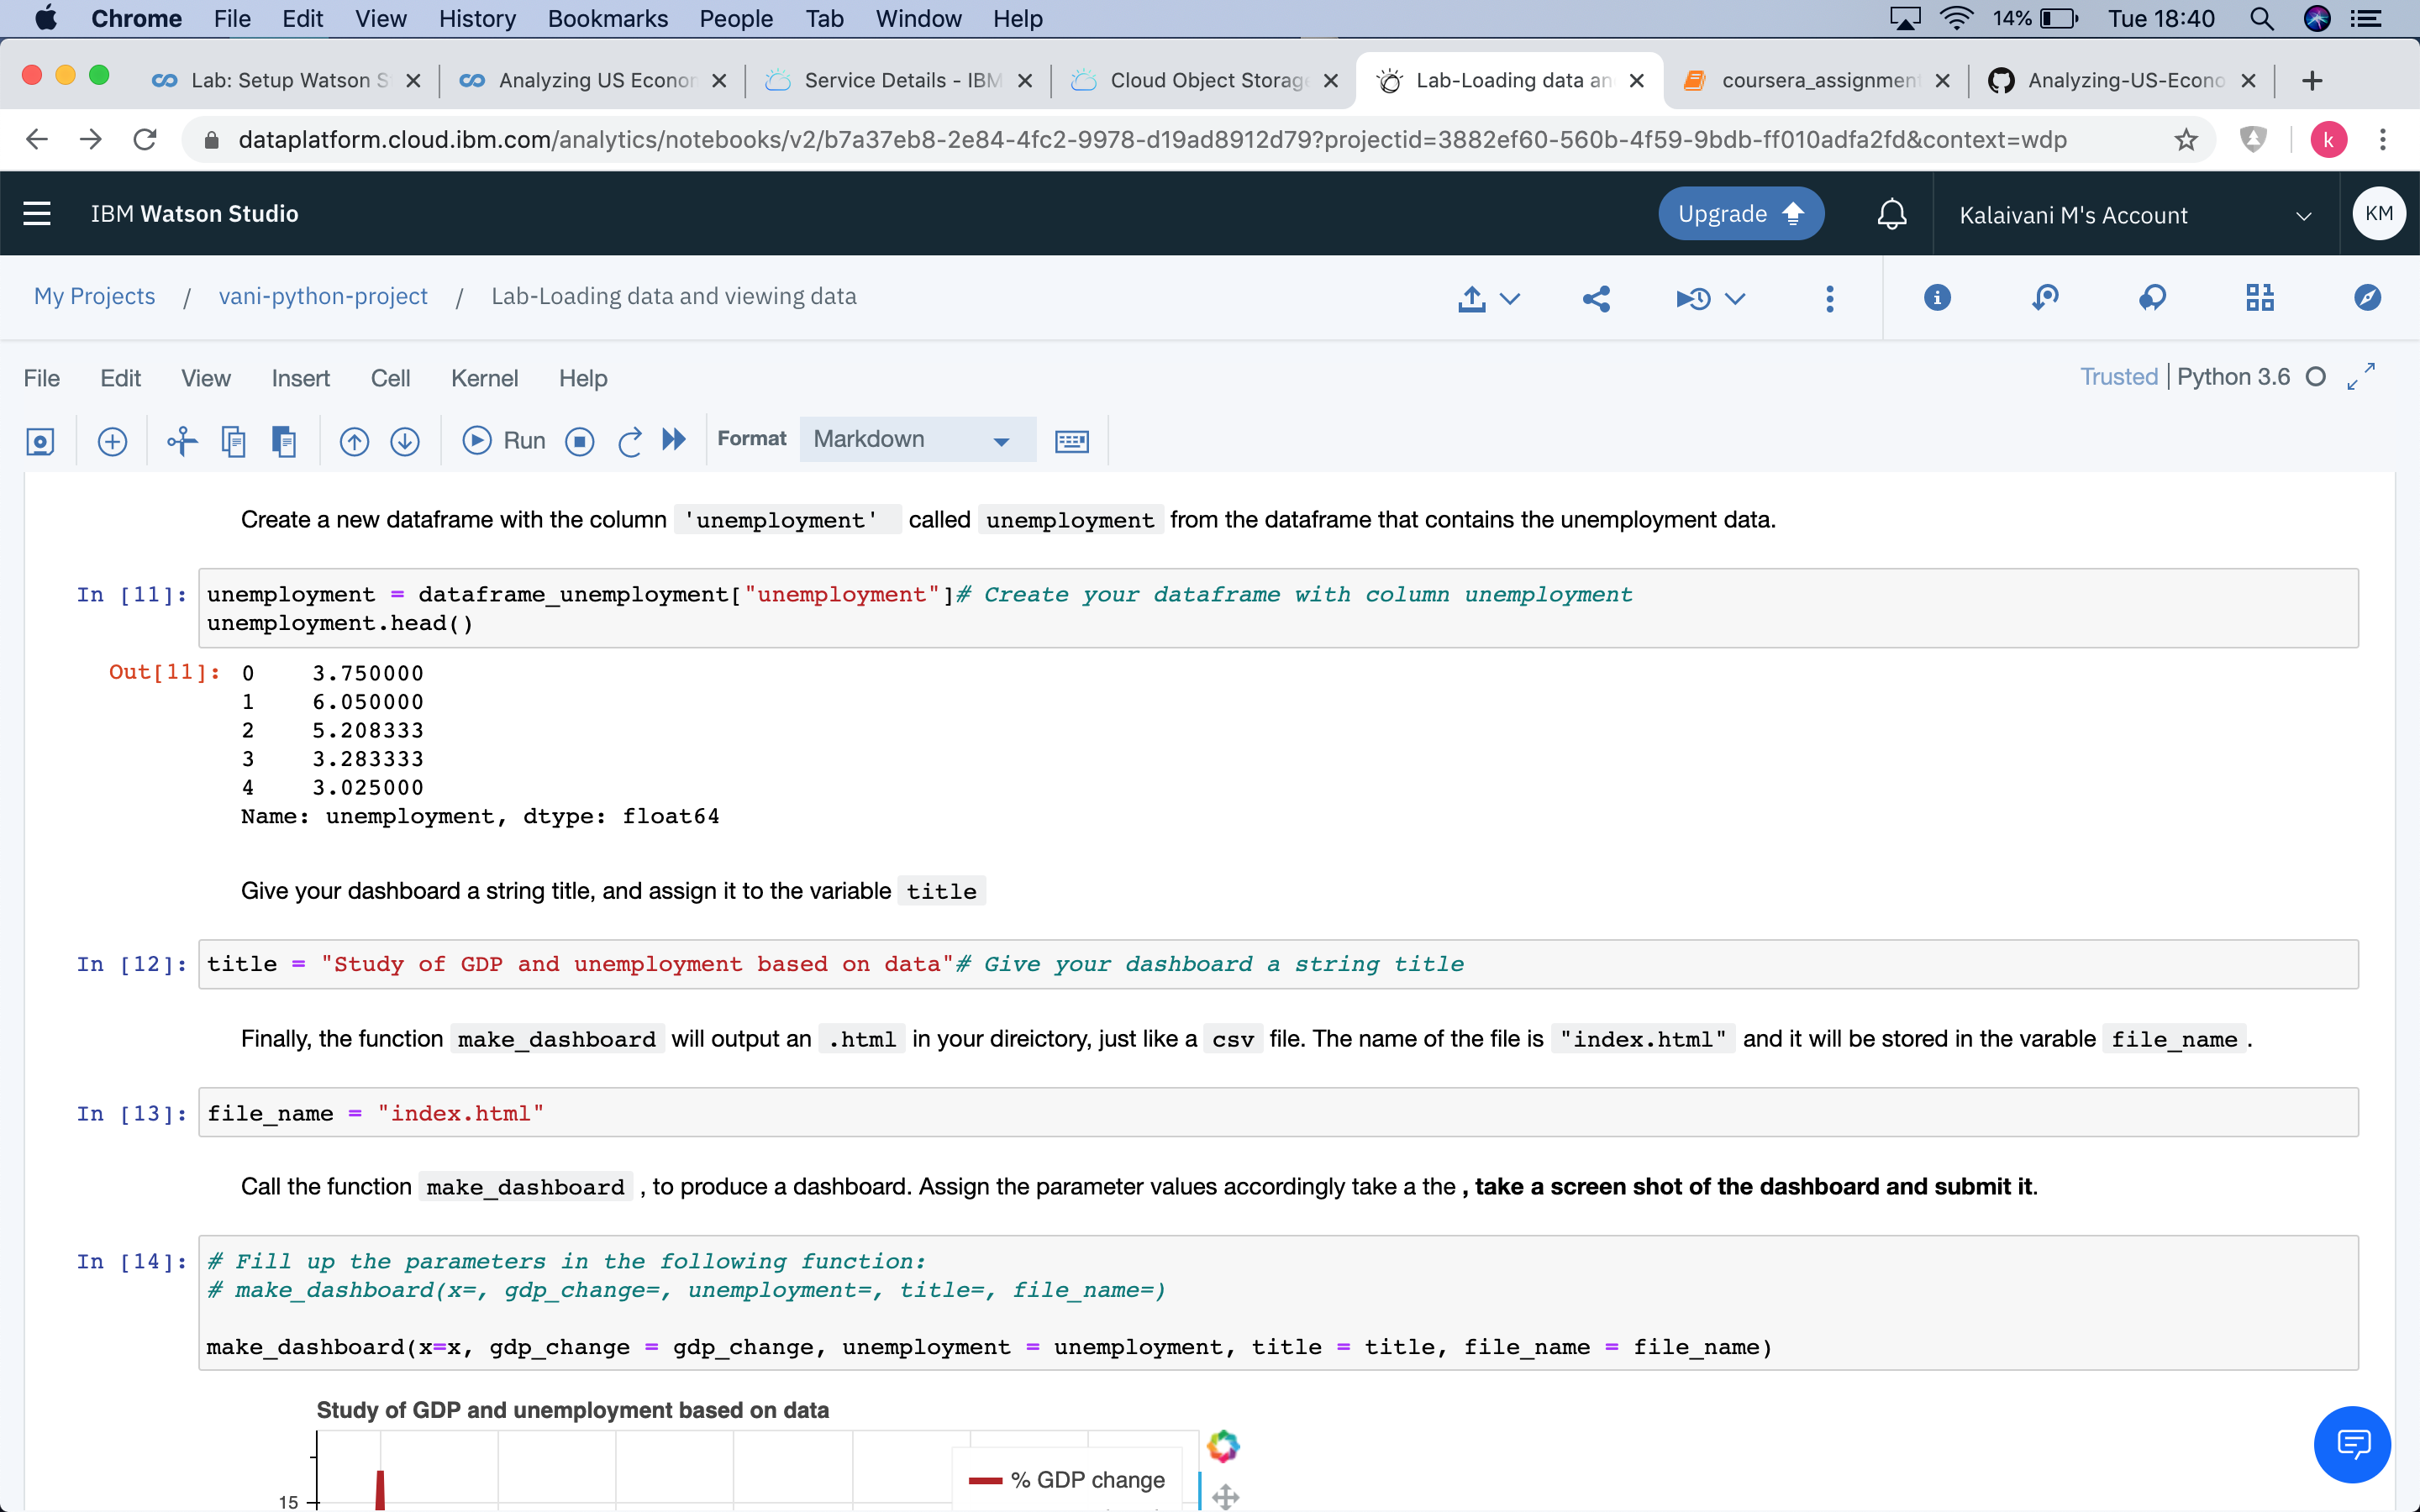 Chrome File Edit View History Bookmarks People Tab Window Help 14% Tue 18:40
Lab: Setup Watson S Analyzing US Econor Service Details - IBM Cloud Object Storage Lab-Loading data an coursera_assignment Analyzing-US-Econo
dataplatform.cloud.ibm.com/analytics/notebooks/v2/b7a37eb8-2e84-4fc2-9978-d19ad8912d79?projectid=3882ef60-560b-4f59-9bdb-ff010adfa2fd&context=wdp k
IBM Watson Studio Upgrade Kalaivani M's Account KM
My Projects / vani-python-project / Lab-Loading data and viewing data
File Edit View Insert Cell Kernel Help Trusted | Python 3.6
Run Format Markdown
Create a new dataframe with the column 'unemployment' called unemployment from the dataframe that contains the unemployment data.
In [11]: unemployment = dataframe_unemployment["unemployment"]# Create your dataframe with column unemployment
unemployment.head()
Out[11]: 0 3.750000
1 6.050000
2 5.208333
3 3.283333
4 3.025000
Name: unemployment, dtype: float64
Give your dashboard a string title, and assign it to the variable title
In [12]: title = "Study of GDP and unemployment based on data"# Give your dashboard a string title
Finally, the function make_dashboard will output an .html in your direictory, just like a csv file. The name of the file is "index.html" and it will be stored in the varable file_name .
In [13]: file_name = "index.html"
Call the function make_dashboard , to produce a dashboard. Assign the parameter values accordingly take a the , take a screen shot of the dashboard and submit it.
In [14]: # Fill up the parameters in the following function:
# make_dashboard(x=, gdp_change=, unemployment=, title=, file_name=)
make_dashboard(x=x, gdp_change = gdp_change, unemployment = unemployment, title = title, file_name = file_name)
Study of GDP and unemployment based on data
% GDP change
15